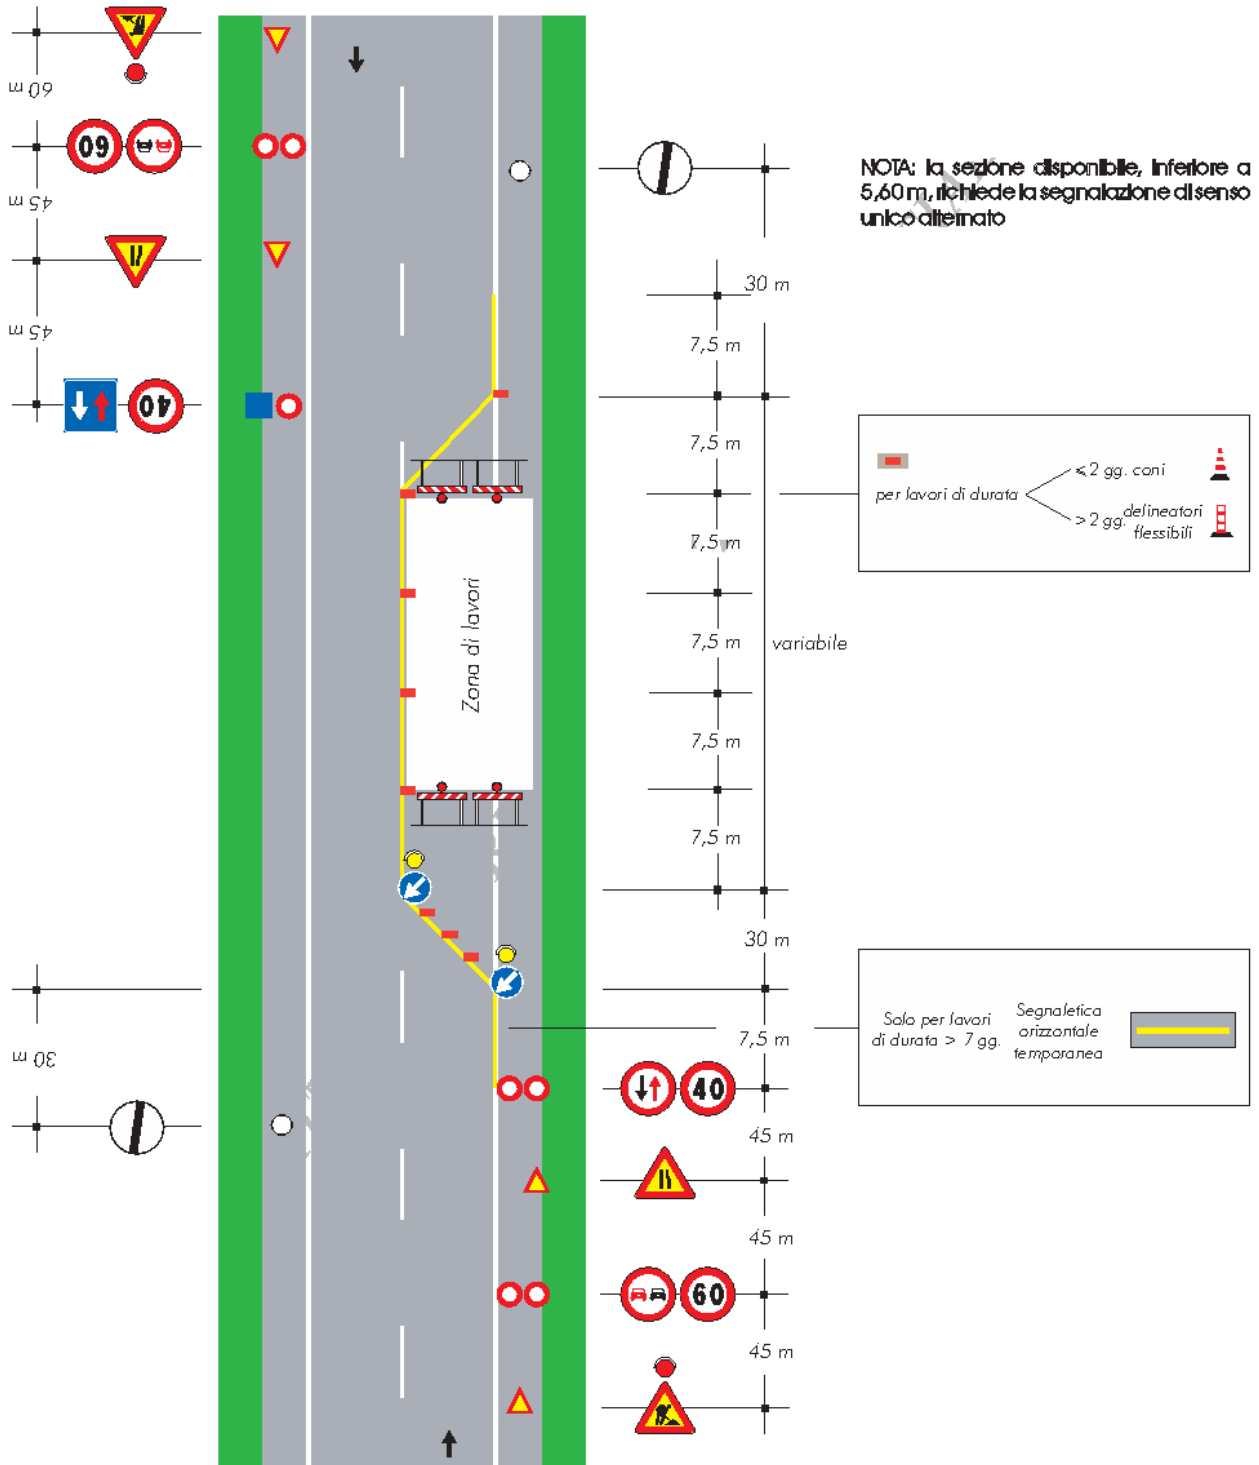 60 m
60
45 m
45 m
40
30 m
NOTA: la sezione disponibile, inferiore a
5,60 m, richiede la segnalazione di senso
unico alternato
30 m
7,5 m
7,5 m
7,5 m
7,5 m
7,5 m
7,5 m
variabile
Zona di lavori
per lavori di durata
≤ 2 gg. coni
> 2 gg. delineatori
flessibili
30 m
7,5 m
Solo per lavori
di durata > 7 gg.
Segnaletica
orizzontale
temporanea
40
45 m
45 m
60
45 m